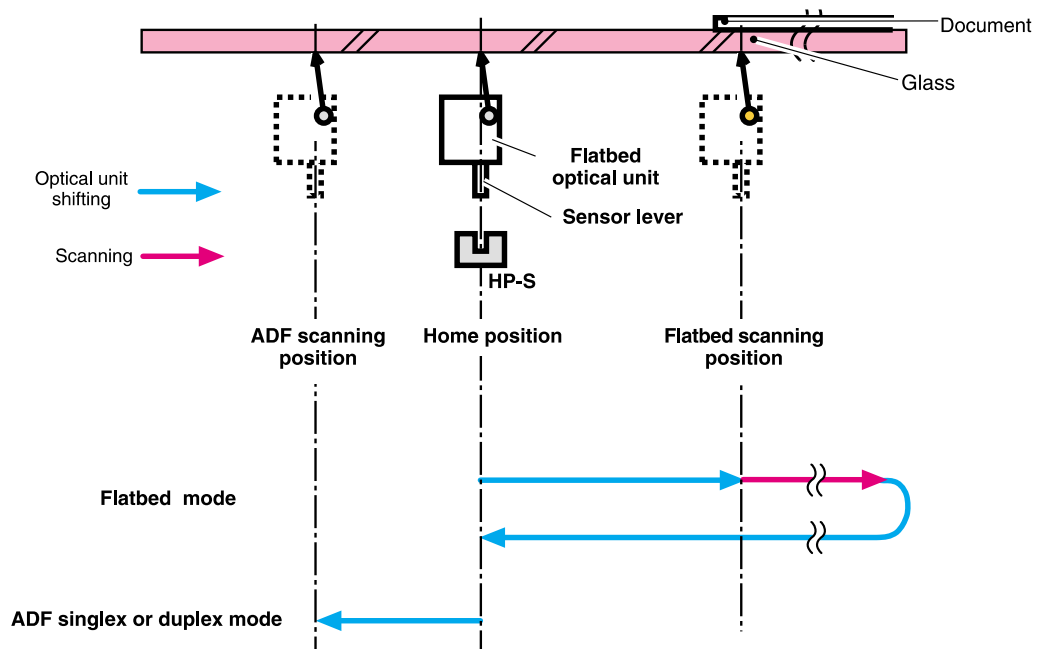 Document
Glass
Flatbed
optical unit
Optical unit
shifting
Sensor lever
Scanning
HP-S
ADF scanning
position
Home position
Flatbed scanning
position
Flatbed mode
ADF singlex or duplex mode